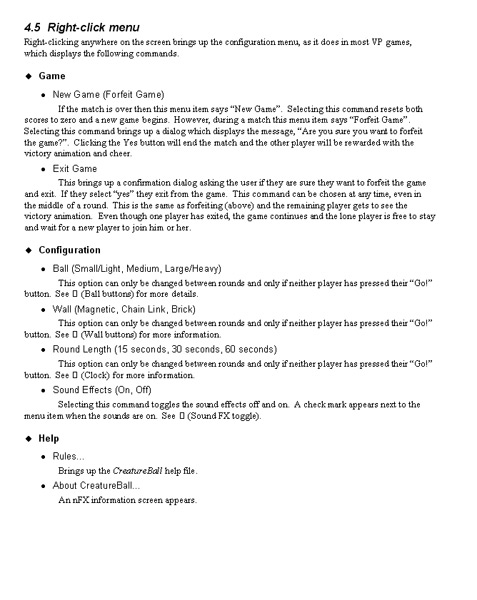 4.5 Right-click menu
Right-clicking anywhere on the screen brings up the configuration menu, as it does in most VP games,
which displays the following commands.
◆ Game
● New Game (Forfeit Game)
If the match is over then this menu item says “New Game”. Selecting this command resets both
scores to zero and a new game begins. However, during a match this menu item says “Forfeit Game”.
Selecting this command brings up a dialog which displays the message, “Are you sure you want to forfeit
the game?”. Clicking the Yes button will end the match and the other player will be rewarded with the
victory animation and cheer.
● Exit Game
This brings up a confirmation dialog asking the user if they are sure they want to forfeit the game
and exit. If they select “yes” they exit from the game. This command can be chosen at any time, even in
the middle of a round. This is the same as forfeiting (above) and the remaining player gets to see the
victory animation. Even though one player has exited, the game continues and the lone player is free to stay
and wait for a new player to join him or her.
◆ Configuration
● Ball (Small/Light, Medium, Large/Heavy)
This option can only be changed between rounds and only if neither player has pressed their “Go!”
button. See ▯ (Ball buttons) for more details.
● Wall (Magnetic, Chain Link, Brick)
This option can only be changed between rounds and only if neither player has pressed their “Go!”
button. See ▯ (Wall buttons) for more information.
● Round Length (15 seconds, 30 seconds, 60 seconds)
This option can only be changed between rounds and only if neither player has pressed their “Go!”
button. See ▯ (Clock) for more information.
● Sound Effects (On, Off)
Selecting this command toggles the sound effects off and on. A check mark appears next to the
menu item when the sounds are on. See ▯ (Sound FX toggle).
◆ Help
● Rules...
Brings up the CreatureBall help file.
● About CreatureBall...
An nFX information screen appears.